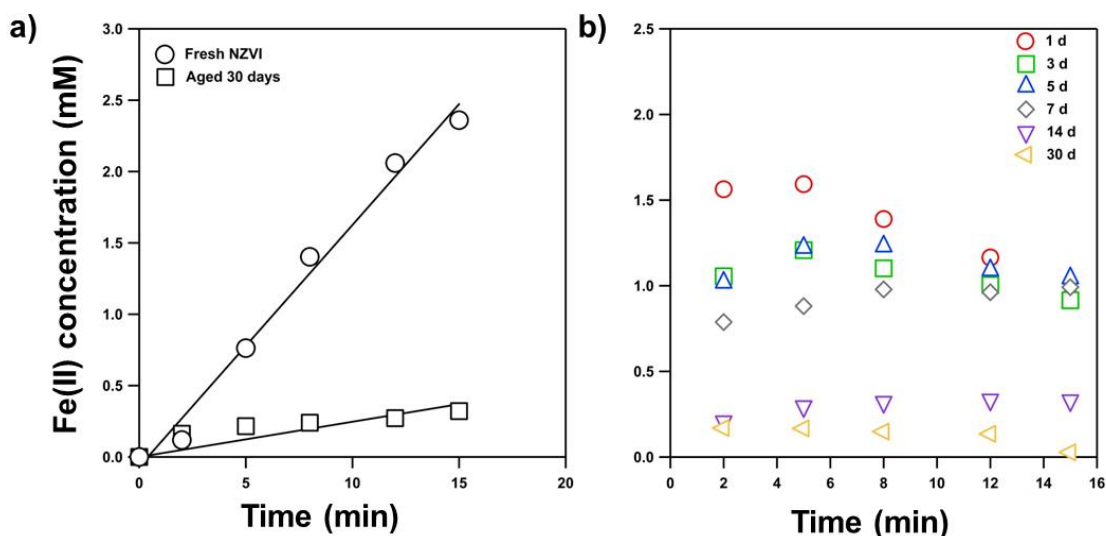 a)
Fe(II) concentration (mM)
3.0
2.5
2.0
1.5
1.0
0.5
0.0
Fresh NZVI
Aged 30 days
0 5 10 15 20
Time (min)
b)
2.5
2.0
1.5
1.0
0.5
0.0
1 d
3 d
5 d
7 d
14 d
30 d
0 2 4 6 8 10 12 14 16
Time (min)